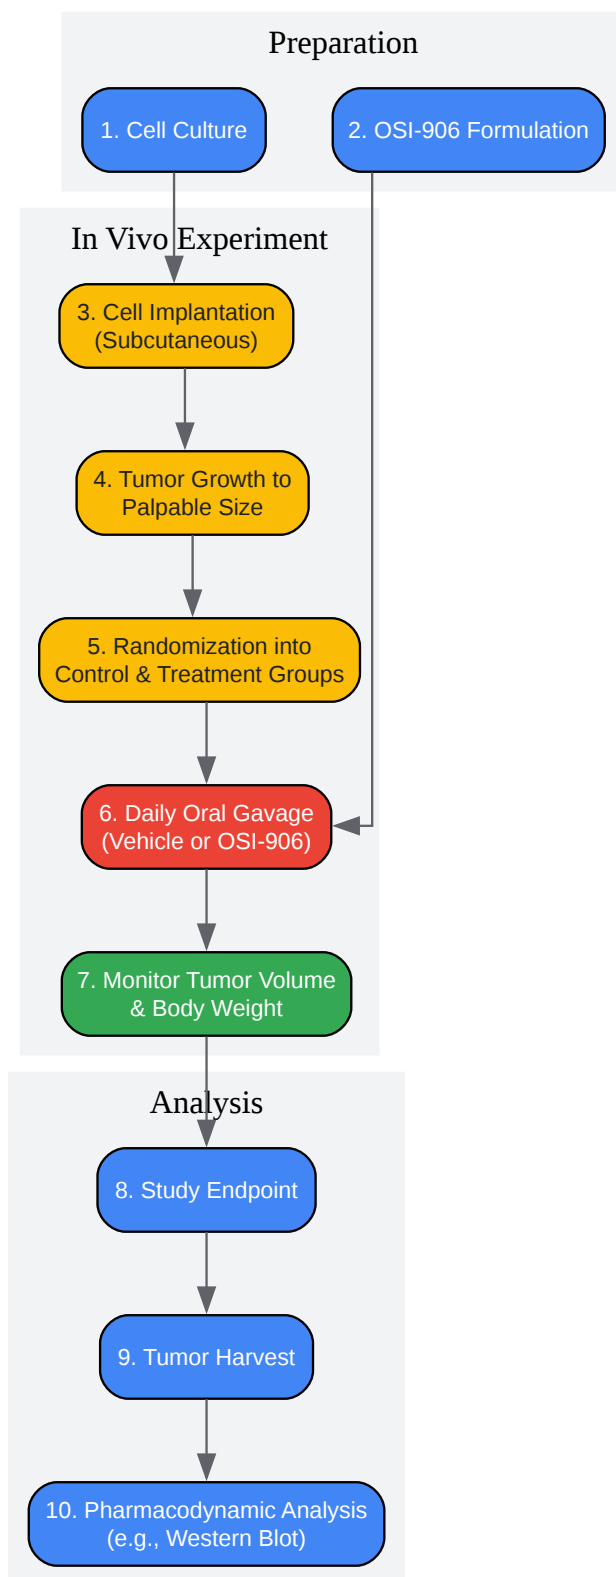 Preparation
1. Cell Culture
2. OSI-906 Formulation
In Vivo Experiment
3. Cell Implantation
(Subcutaneous)
4. Tumor Growth to
Palpable Size
5. Randomization into
Control & Treatment Groups
6. Daily Oral Gavage
(Vehicle or OSI-906)
7. Monitor Tumor Volume
& Body Weight
Analysis
8. Study Endpoint
9. Tumor Harvest
10. Pharmacodynamic Analysis
(e.g., Western Blot)